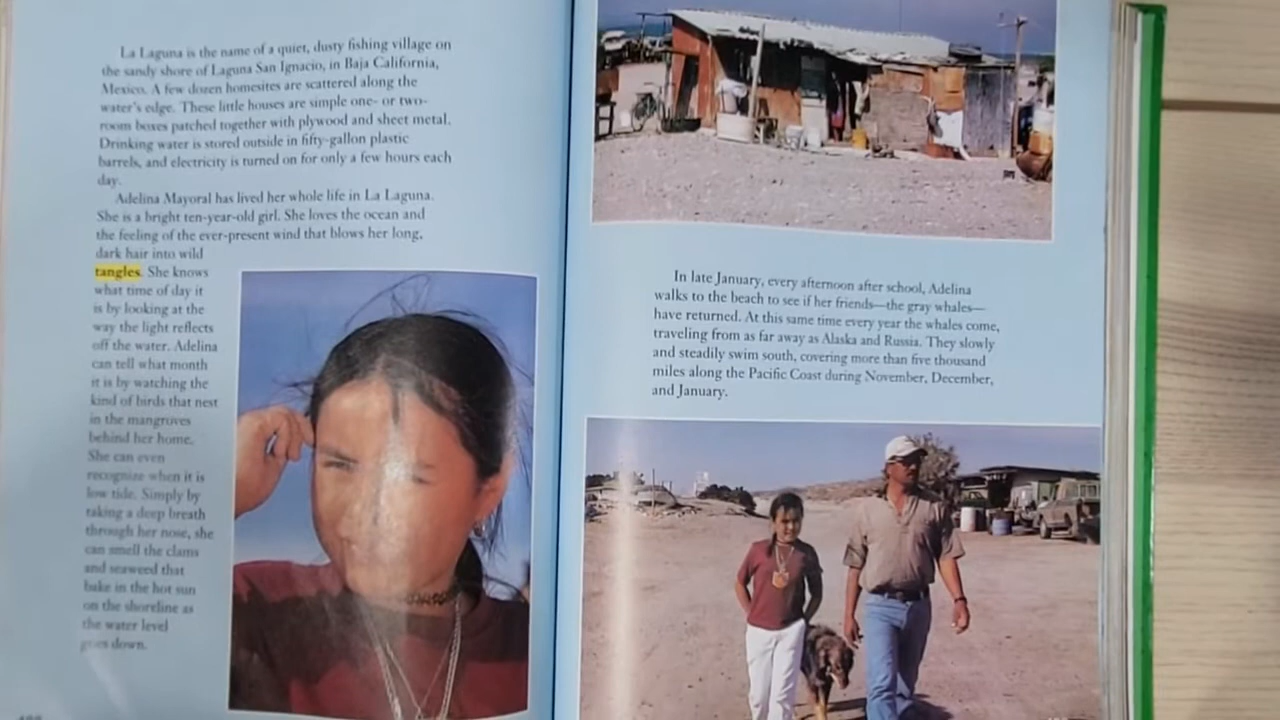 La Laguna is the name of a quiet, dusty fishing village on
the sandy shore of Laguna San Ignacio, in Baja California,
Mexico. A few dozen homesites are scattered along the
water's edge. These little houses are simple one- or two-
room boxes patched together with plywood and sheet metal.
Drinking water is stored outside in fifty-gallon plastic
barrels, and electricity is turned on for only a few hours each
day.
Adelina Mayoral has lived her whole life in La Laguna.
She is a bright ten-year-old girl. She loves the ocean and
the feeling of the ever-present wind that blows her long,
dark hair into wild
tangles. She knows
what time of day it
is by looking at the
way the light reflects
off the water. Adelina
can tell what month
it is by watching the
kind of birds that nest
in the mangroves
behind her home.
She can even
recognize when it is
low tide. Simply by
taking a deep breath
through her nose, she
can smell the clams
and seaweed that
bake in the hot sun
on the shoreline as
the water level
goes down.
In late January, every afternoon after school, Adelina
walks to the beach to see if her friends—the gray whales—
have returned. At this same time every year the whales come,
traveling from as far away as Alaska and Russia. They slowly
and steadily swim south, covering more than five thousand
miles along the Pacific Coast during November, December,
and January.